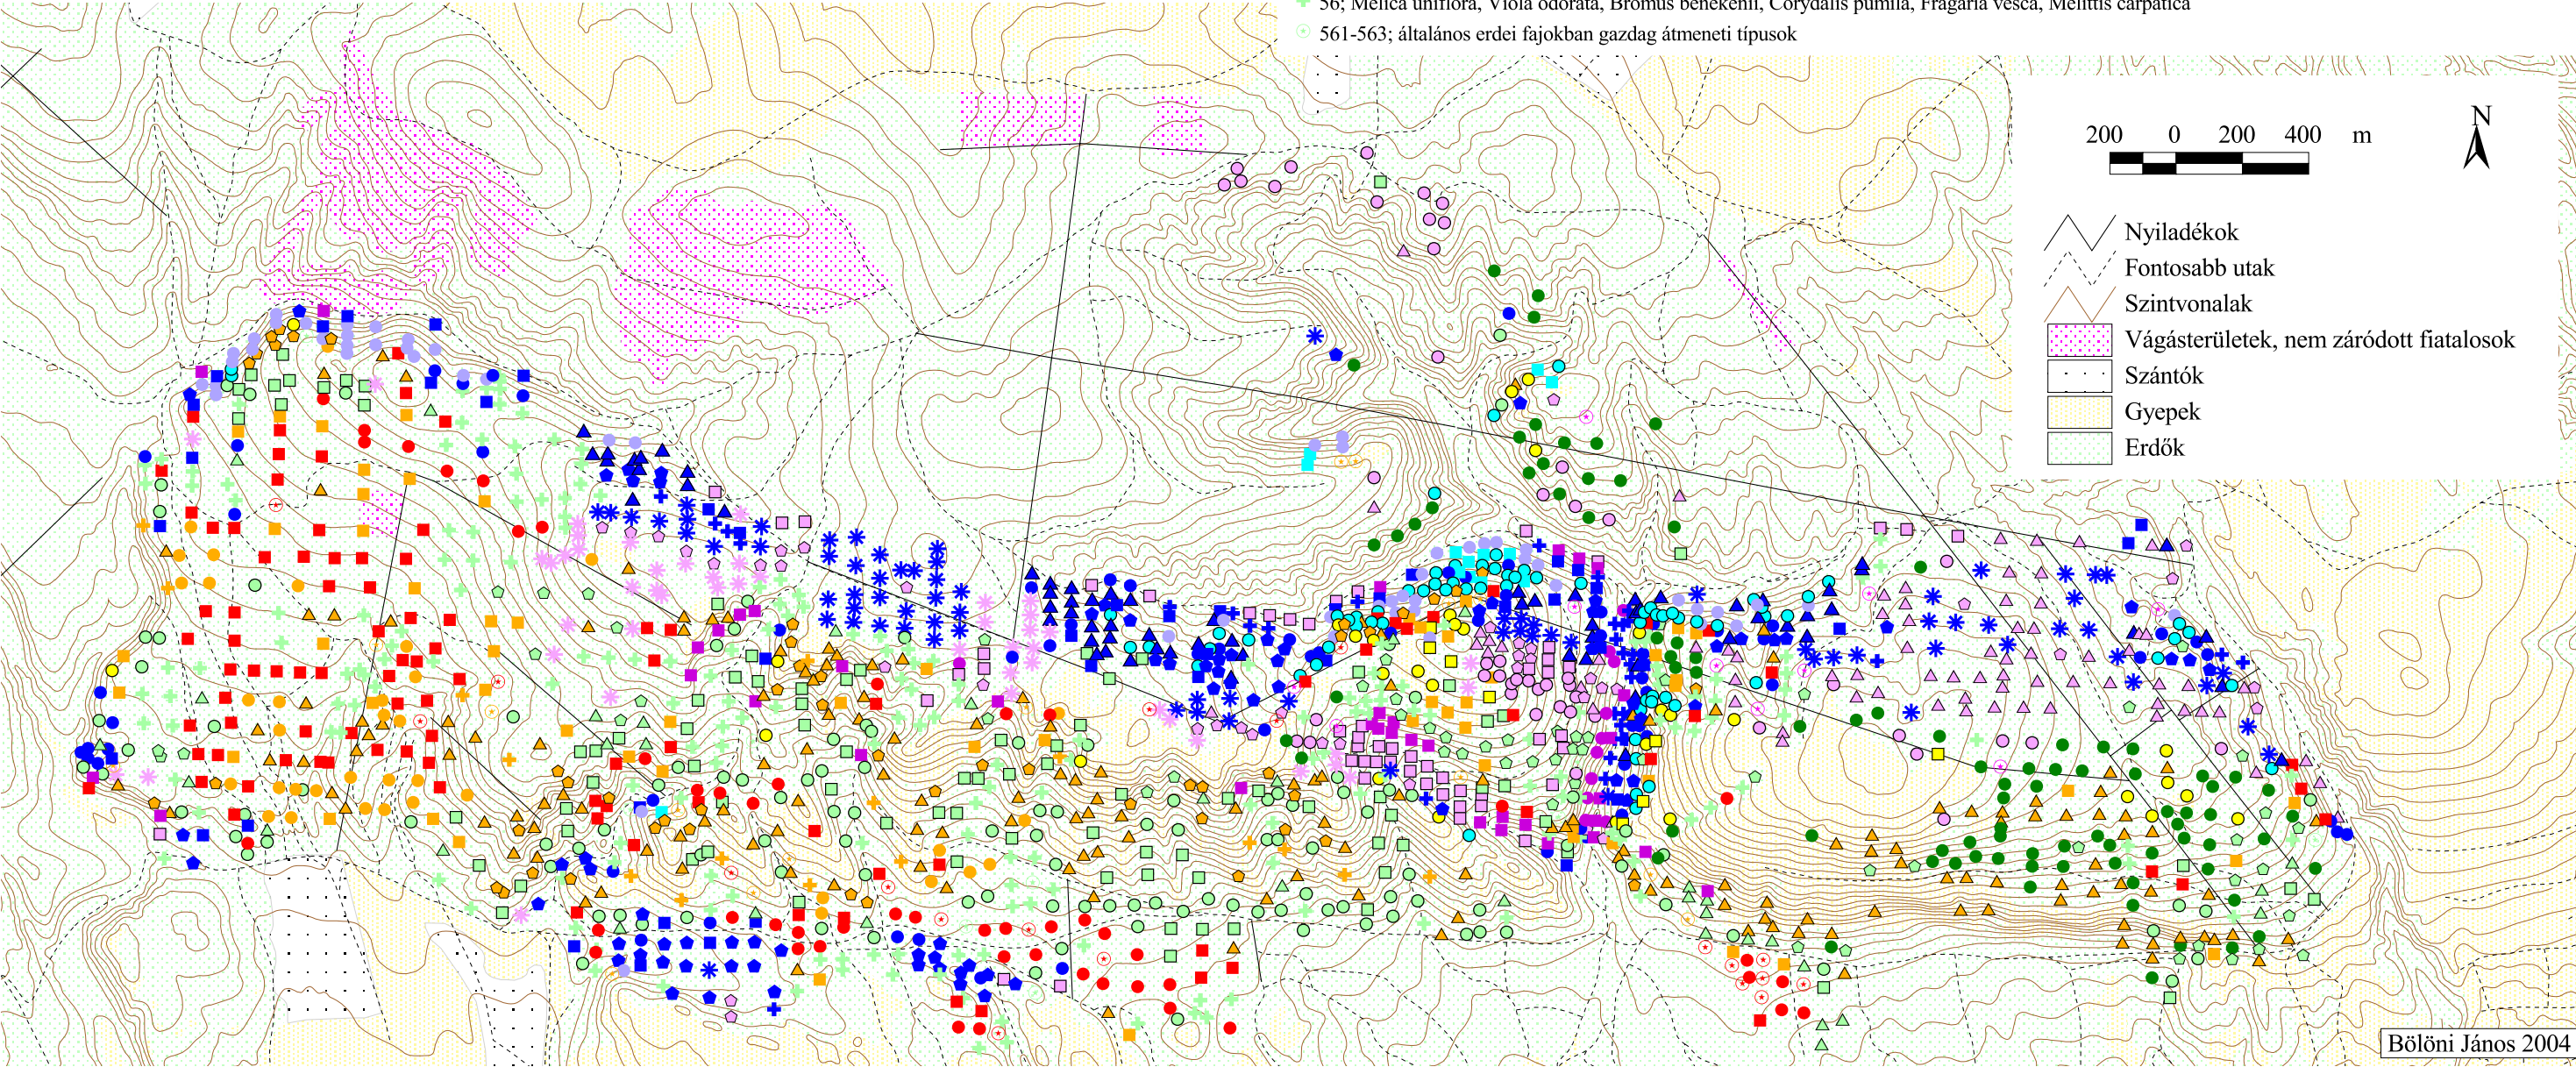 56; Melica uniflora, Viola odorata, Bromus benekenii, Corydalis pumila, Fragaria vesca, Melittis carpatica
561-563; általános erdei fajokban gazdag átmeneti típusok
N
200 0 200 400 m
Nyiladékok
Fontosabb utak
Szintvonalak
Vágásterületek, nem záródott fiatalosok
Szántók
Gyepek
Erdők
Bölöni János 2004